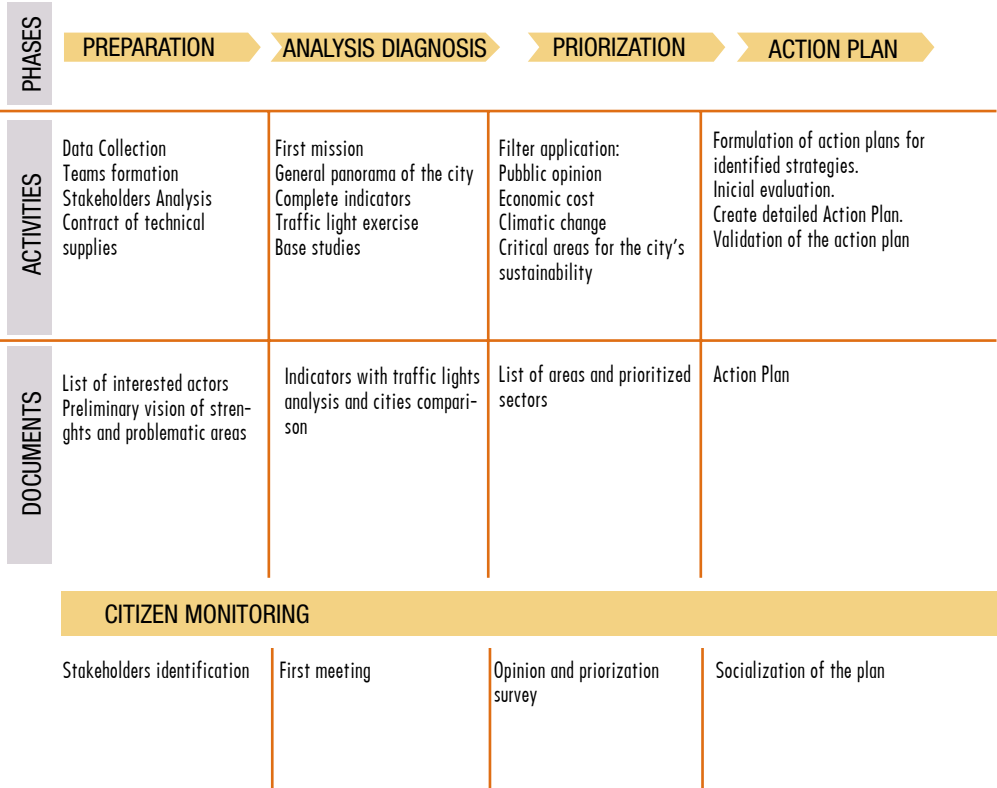 PHASES
PREPARATION
ANALYSIS DIAGNOSIS
PRIORIZATION
ACTION PLAN
ACTIVITIES
Data Collection
Teams formation
Stakeholders Analysis
Contract of technical
supplies
First mission
General panorama of the city
Complete indicators
Traffic light exercise
Base studies
Filter application:
Pubblic opinion
Economic cost
Climatic change
Critical areas for the city's
sustainability
Formulation of action plans for
identified strategies.
Inicial evaluation.
Create detailed Action Plan.
Validation of the action plan
DOCUMENTS
List of interested actors
Preliminary vision of stren-
ghts and problematic areas
Indicators with traffic lights
analysis and cities compari-
son
List of areas and prioritized
sectors
Action Plan
CITIZEN MONITORING
Stakeholders identification
First meeting
Opinion and priorization
survey
Socialization of the plan